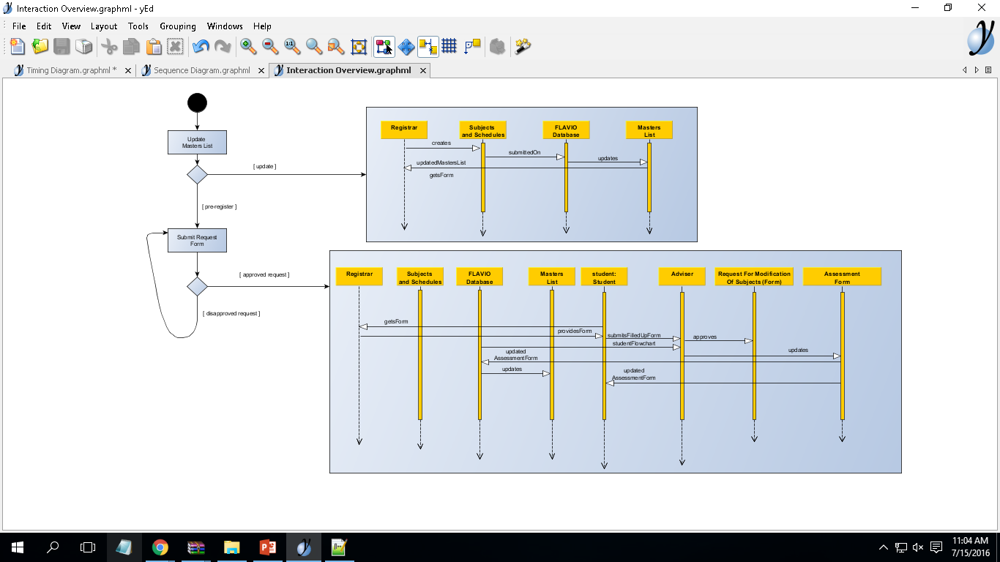 Interaction Overview.graphml - yEd
File Edit View Layout Tools Grouping Windows Help
1:1
Timing Diagram.graphml * Sequence Diagram.graphml Interaction Overview.graphml
Update
Masters List
[ update ]
[ pre-register ]
Submit Request
Form
[ approved request ]
[ disapproved request ]
Registrar
Subjects
and Schedules
FLAVIO
Database
Masters
List
creates
submittedOn
updates
updatedMastersList
getsForm
Registrar
Subjects
and Schedules
FLAVIO
Database
Masters
List
student:
Student
Adviser
Request For Modification
Of Subjects (Form)
Assessment
Form
getsForm
providesForm
submitsFilledUpForm
approves
studentFlowchart
updates
updated
AssessmentForm
updates
updated
AssessmentForm
11:04 AM
7/15/2016